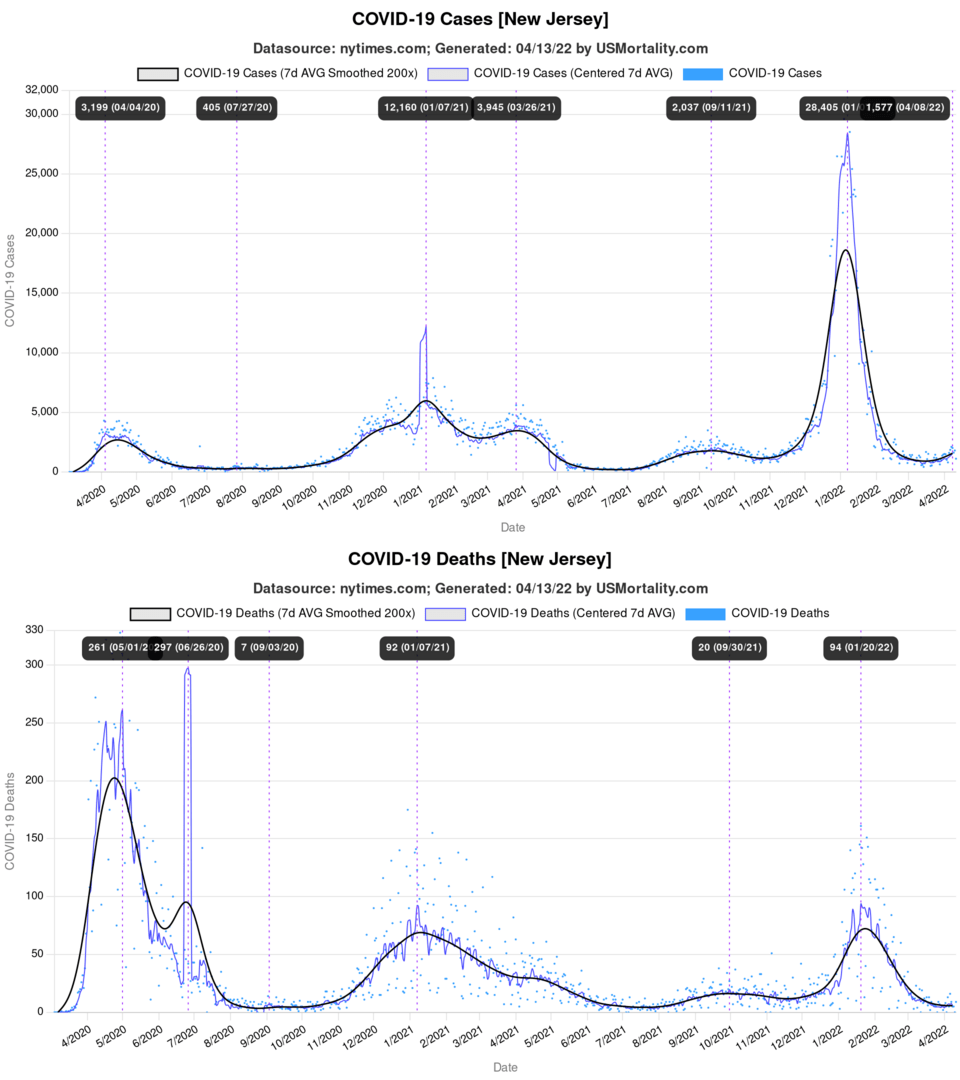 COVID-19 Cases [New Jersey]
Datasource: nytimes.com; Generated: 04/13/22 by USMortality.com
COVID-19 Cases (7d AVG Smoothed 200x) COVID-19 Cases (Centered 7d AVG) COVID-19 Cases
32,000
3,199 (04/04/20) 405 (07/27/20) 12,160 (01/07/21) 3,945 (03/26/21) 2,037 (09/11/21) 28,405 (01/ 1,577 (04/08/22)
30,000
25,000
20,000
15,000
10,000
5,000
0
COVID-19 Cases
4/2020 5/2020 6/2020 7/2020 8/2020 9/2020 10/2020 11/2020 12/2020 1/2021 2/2021 3/2021 4/2021 5/2021 6/2021 7/2021 8/2021 9/2021 10/2021 11/2021 12/2021 1/2022 2/2022 3/2022 4/2022
Date
COVID-19 Deaths [New Jersey]
Datasource: nytimes.com; Generated: 04/13/22 by USMortality.com
COVID-19 Deaths (7d AVG Smoothed 200x) COVID-19 Deaths (Centered 7d AVG) COVID-19 Deaths
330
261 (05/01/2 297 (06/26/20) 7 (09/03/20) 92 (01/07/21) 20 (09/30/21) 94 (01/20/22)
300
250
200
150
100
50
0
COVID-19 Deaths
4/2020 5/2020 6/2020 7/2020 8/2020 9/2020 10/2020 11/2020 12/2020 1/2021 2/2021 3/2021 4/2021 5/2021 6/2021 7/2021 8/2021 9/2021 10/2021 11/2021 12/2021 1/2022 2/2022 3/2022 4/2022
Date